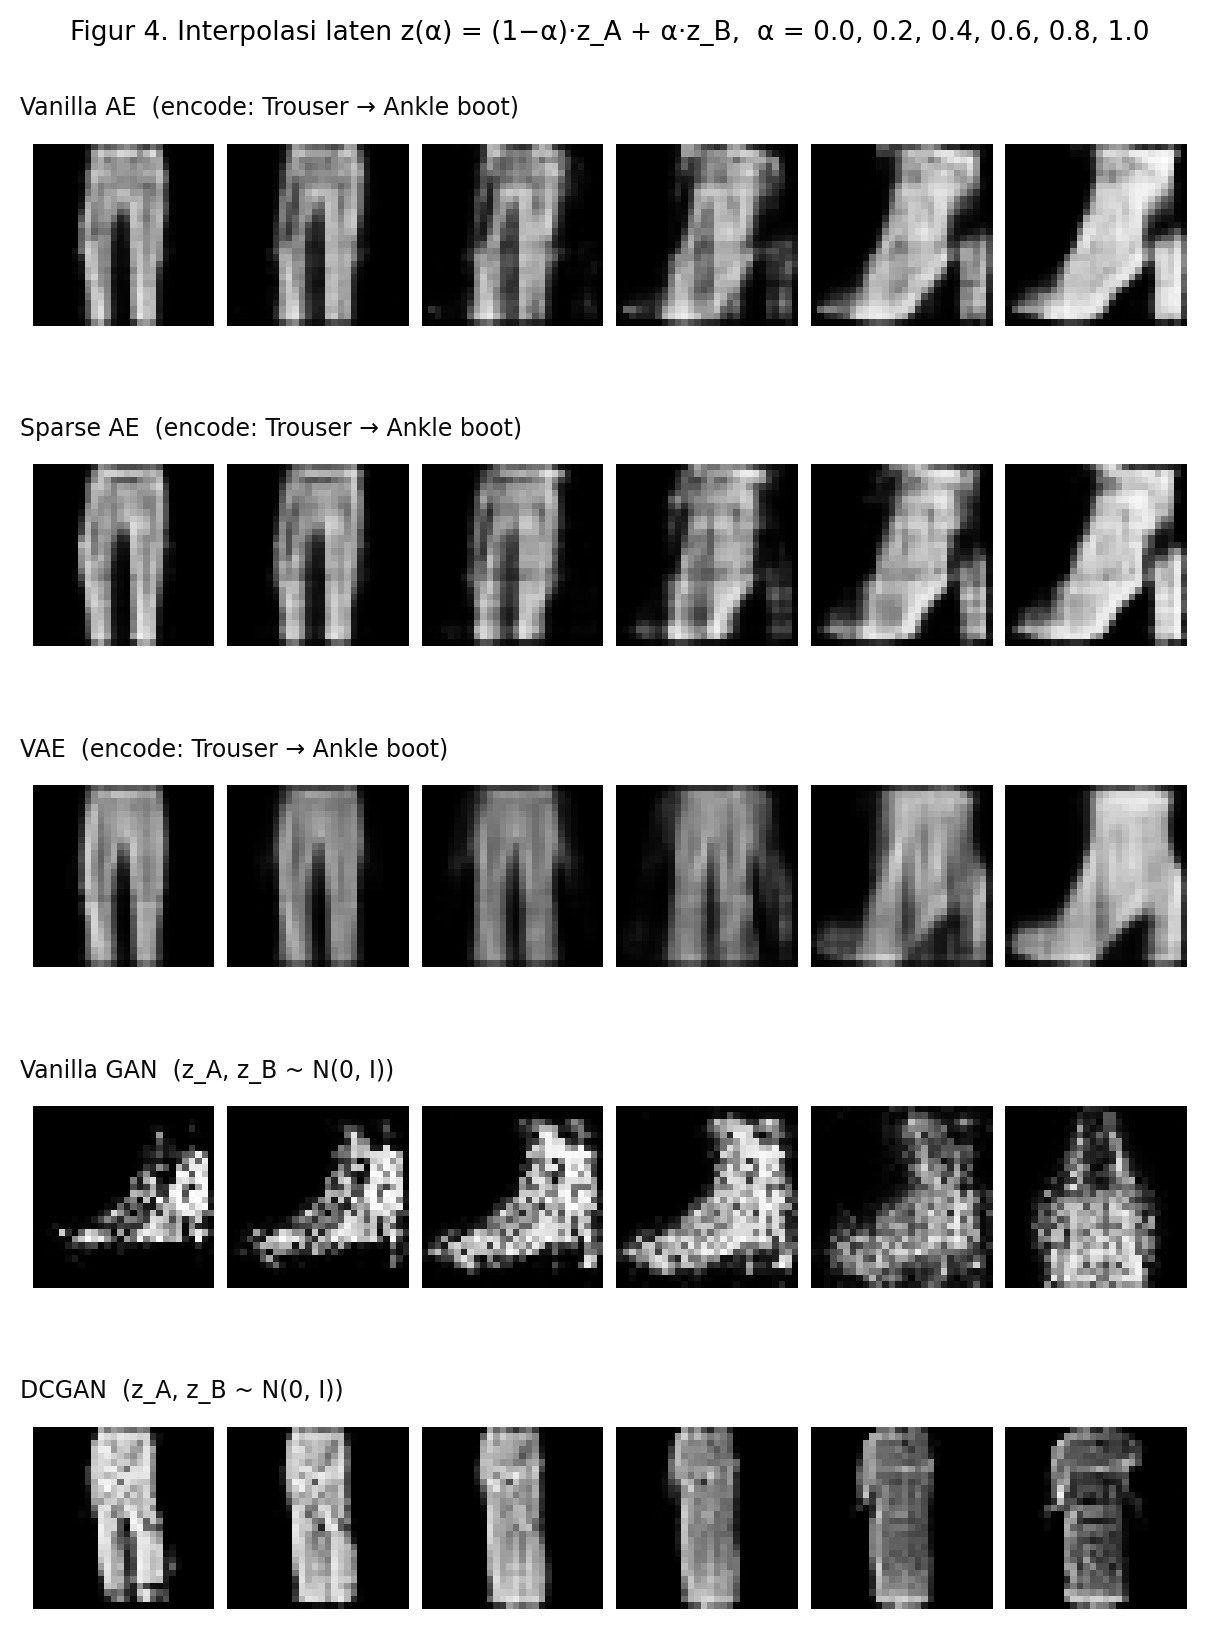 Figur 4. Interpolasi laten z(α) = (1−α)·z_A + α·z_B,  α = 0.0, 0.2, 0.4, 0.6, 0.8, 1.0
Vanilla AE  (encode: Trouser → Ankle boot)
Sparse AE  (encode: Trouser → Ankle boot)
VAE  (encode: Trouser → Ankle boot)
Vanilla GAN  (z_A, z_B ~ N(0, I))
DCGAN  (z_A, z_B ~ N(0, I))